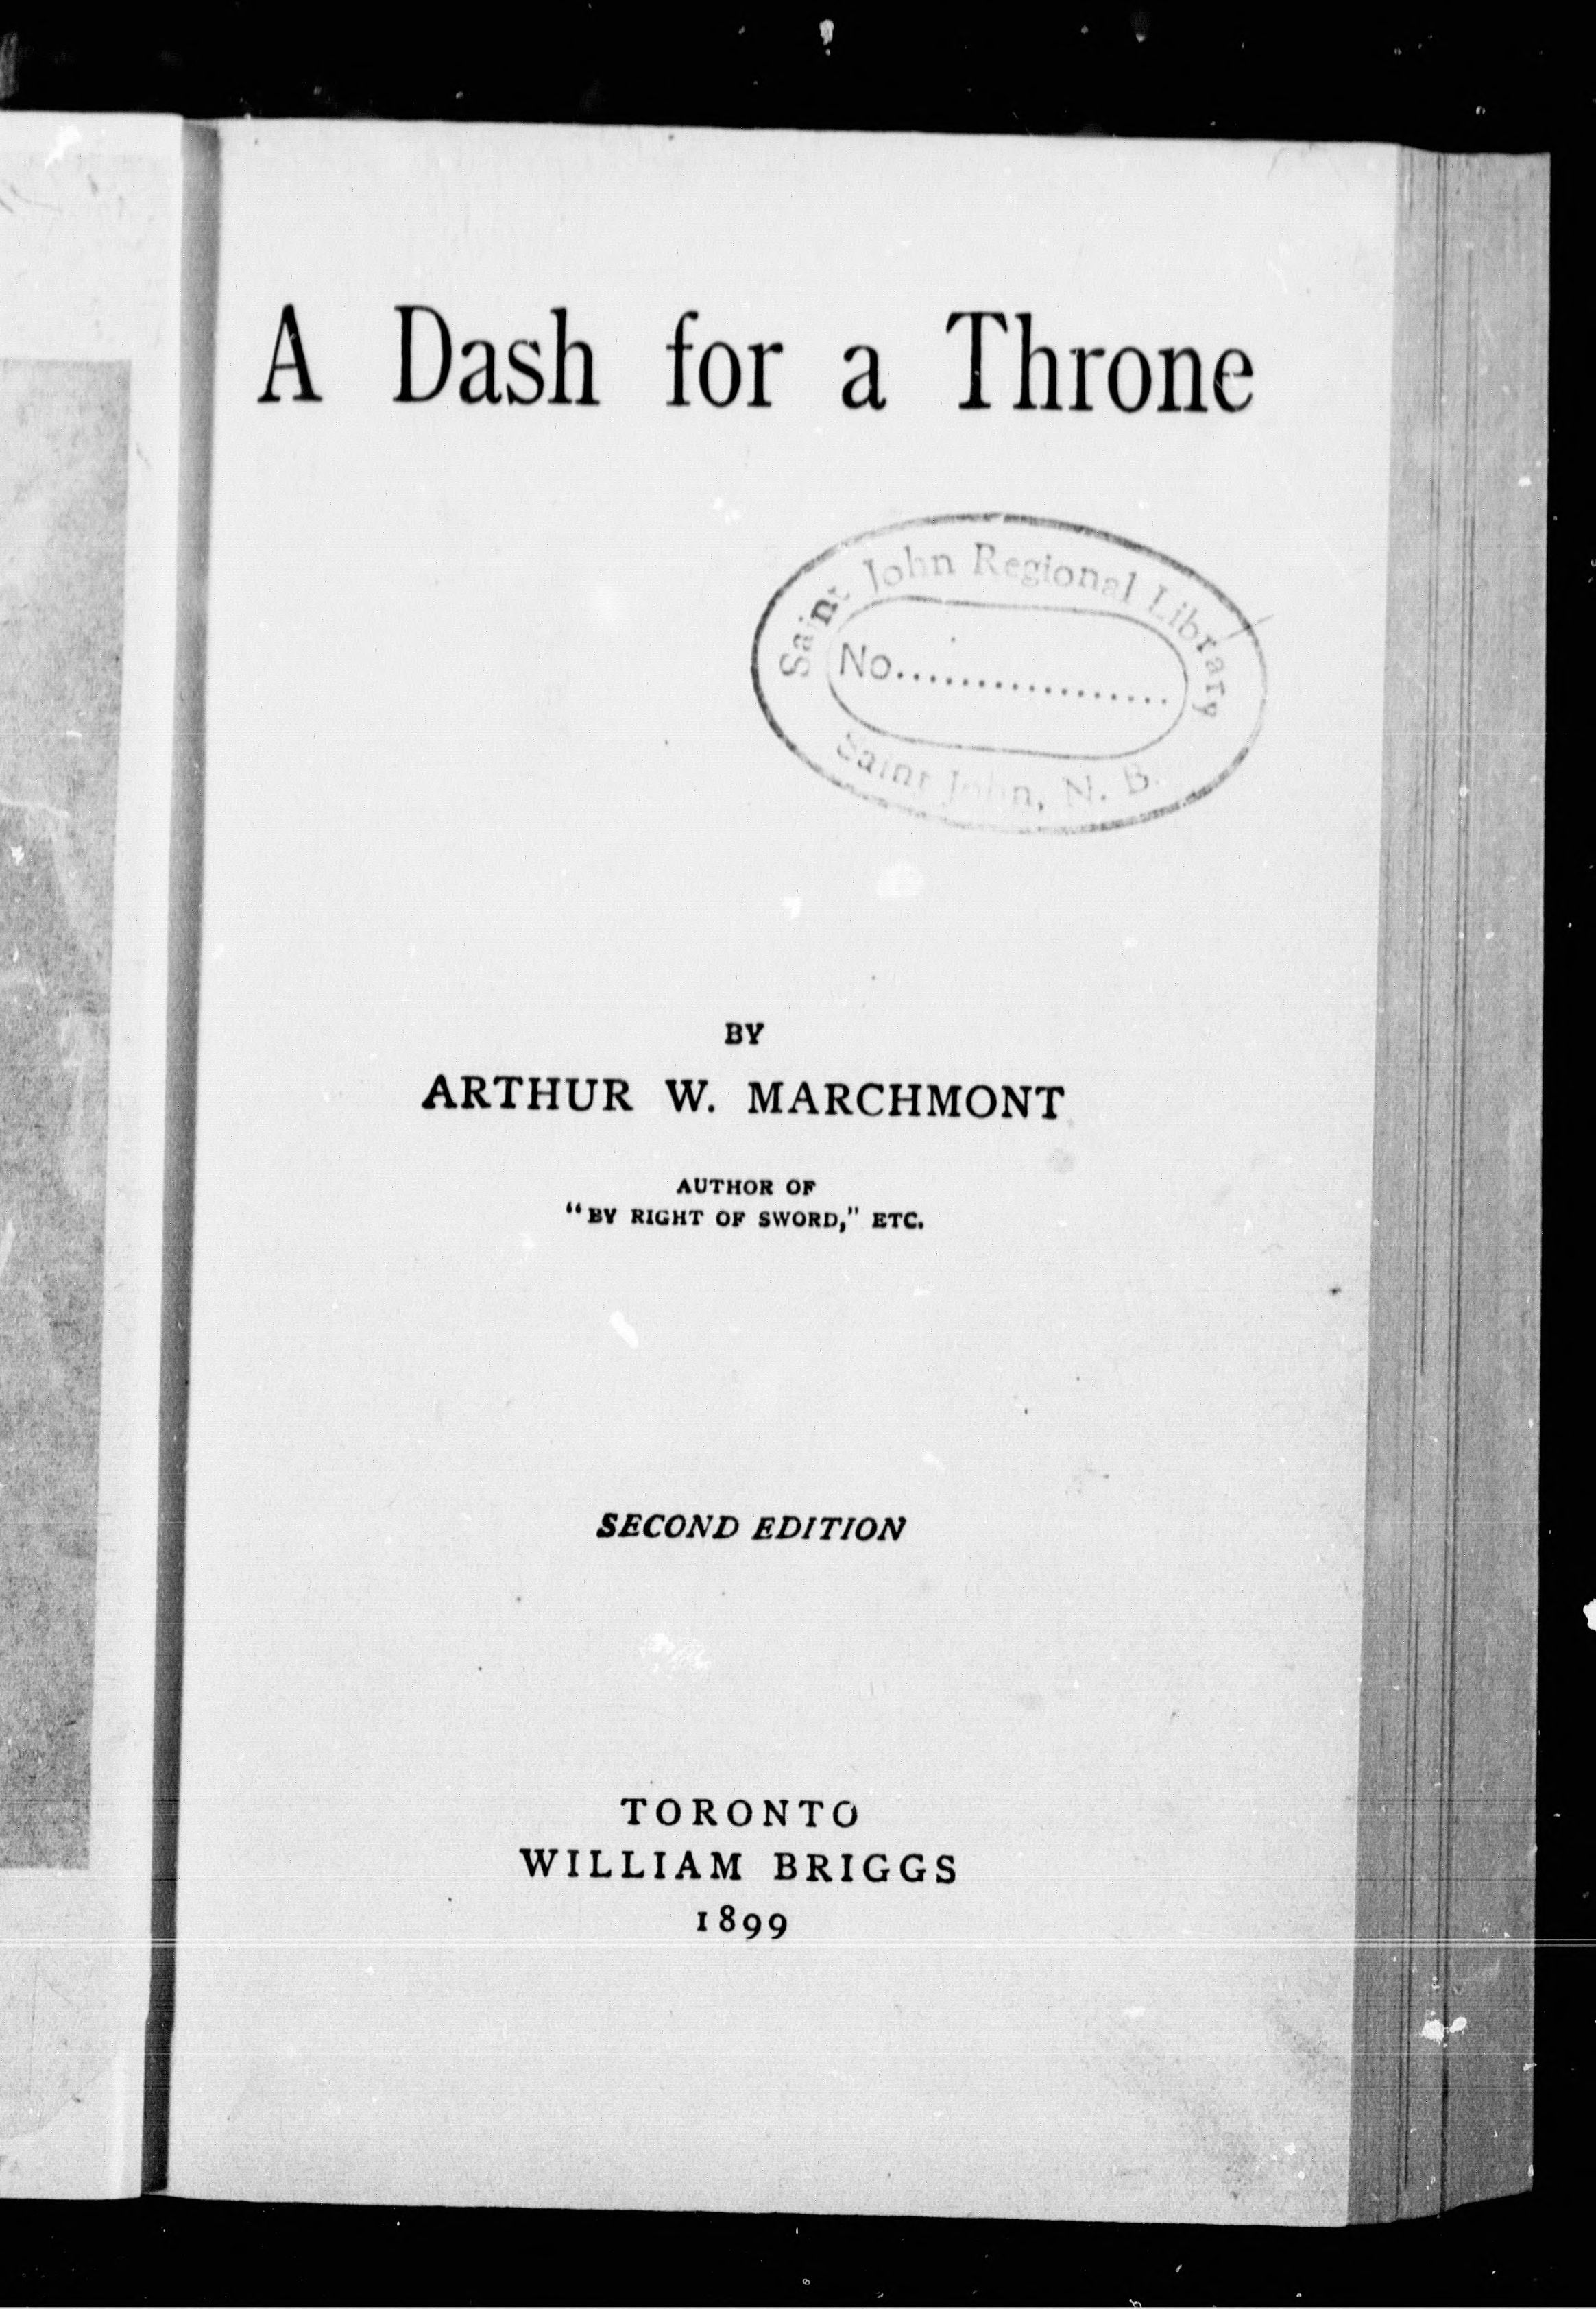 A Dash for a Throne
Saint John Regional Library
No..................
Saint John, N. B.
BY
ARTHUR W. MARCHMONT
AUTHOR OF
"BY RIGHT OF SWORD," ETC.
SECOND EDITION
TORONTO
WILLIAM BRIGGS
1899